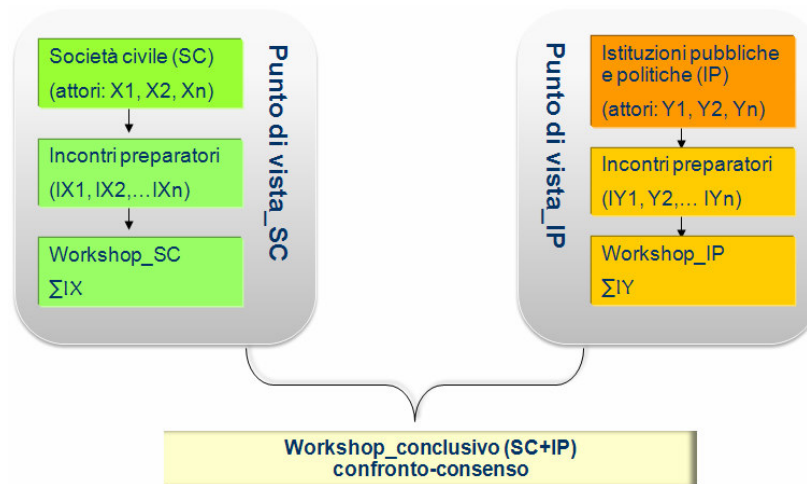 Società civile (SC)
(attori: X1, X2, Xn)
Incontri preparatori
(IX1, IX2,...IXn)
Workshop_SC
∑IX
Punto di vista_SC
Punto di vista_IP
Istituzioni pubbliche
e politiche (IP)
(attori: Y1, Y2, Yn)
Incontri preparatori
(IY1, Y2,... IYn)
Workshop_IP
∑IY
Workshop_conclusivo (SC+IP)
confronto-consenso